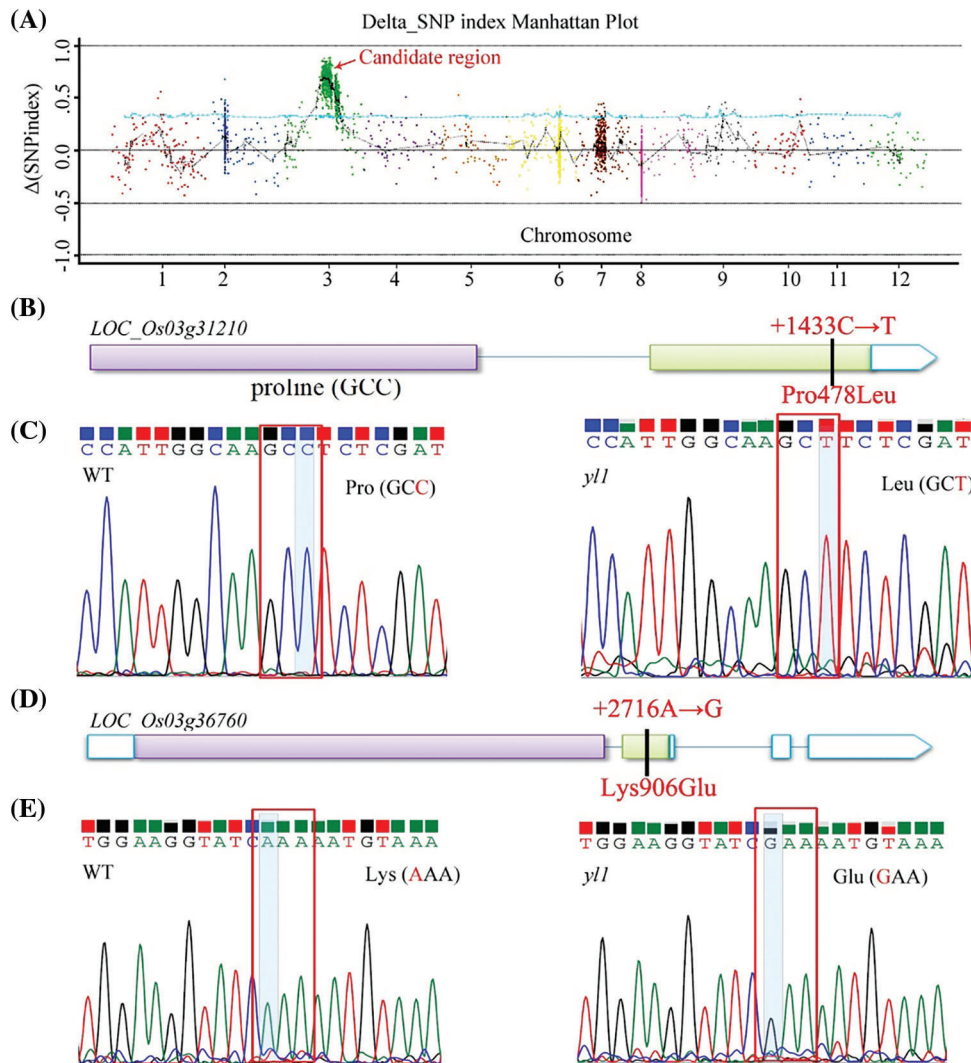 (A)
Delta_SNP index Manhattan Plot
Δ(SNPindex)
1.0
0.5
0.0
-0.5
-1.0
Candidate region
Chromosome
1 2 3 4 5 6 7 8 9 10 11 12
(B)
LOC_Os03g31210
+1433C→T
proline (GCC)
Pro478Leu
(C)
CCATTGGCAAGCCTCTCGAT
WT
Pro (GCC)
CCATTGGCAAGCTTCTCGAT
yl1
Leu (GCT)
(D)
LOC_Os03g36760
+2716A→G
Lys906Glu
(E)
TGGAAGGTATCAAAAATGTAAA
WT
Lys (AAA)
TGGAAGGTATCGAAAATGTAAA
yl1
Glu (GAA)